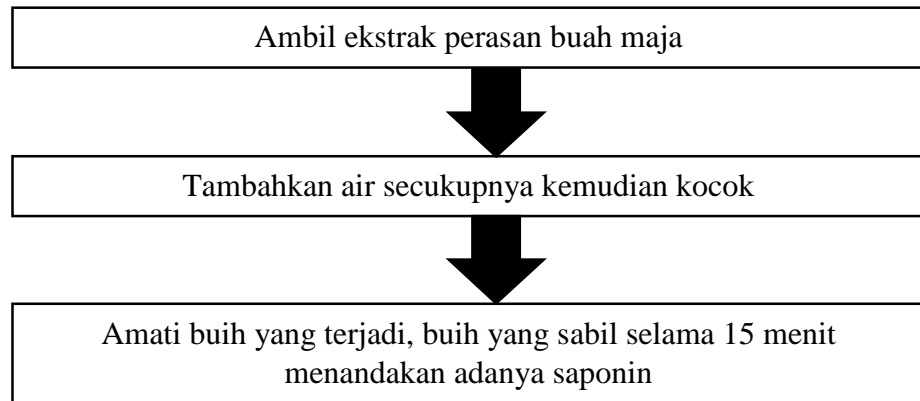 Ambil ekstrak perasan buah maja
Tambahkan air secukupnya kemudian kocok
Amati buih yang terjadi, buih yang sabil selama 15 menit
menandakan adanya saponin